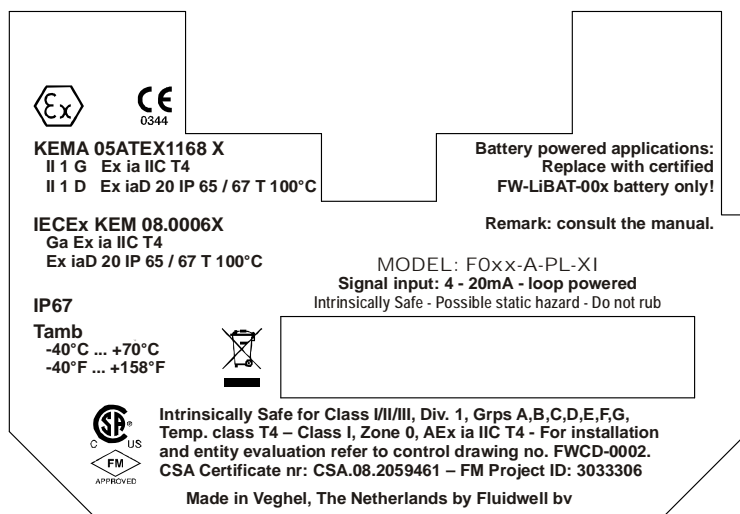 Ex
CE
0344
KEMA 05ATEX1168 X
II 1 G Ex ia IIC T4
II 1 D Ex iaD 20 IP 65 / 67 T 100°C
Battery powered applications:
Replace with certified
FW-LiBAT-00x battery only!
IECEx KEM 08.0006X
Ga Ex ia IIC T4
Ex iaD 20 IP 65 / 67 T 100°C
Remark: consult the manual.
MODEL: F0xx-A-PL-XI
Signal input: 4 - 20mA - loop powered
Intrinsically Safe - Possible static hazard - Do not rub
IP67
Tamb
-40°C ... +70°C
-40°F ... +158°F
CSA
C US
FM
APPROVED
Intrinsically Safe for Class I/II/III, Div. 1, Grps A,B,C,D,E,F,G,
Temp. class T4 – Class I, Zone 0, AEx ia IIC T4 - For installation
and entity evaluation refer to control drawing no. FWCD-0002.
CSA Certificate nr: CSA.08.2059461 – FM Project ID: 3033306
Made in Veghel, The Netherlands by Fluidwell bv